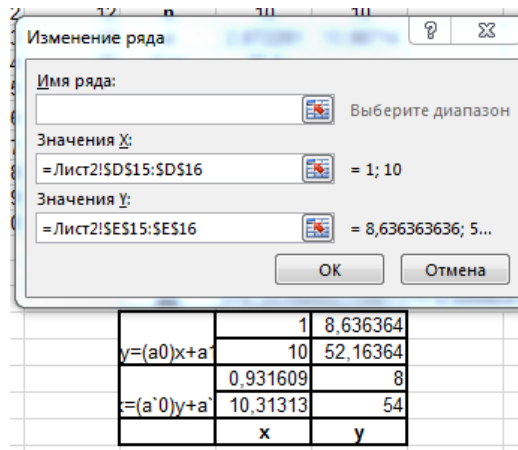 Изменение ряда
Имя ряда:
Выберите диапазон
Значения X:
=Лист2!$D$15:$D$16 = 1; 10
Значения Y:
=Лист2!$E$15:$E$16 = 8,636363636; 5...
ОК Отмена
1 8,636364
y=(a0)x+a1 10 52,16364
0,931609 8
=(a`0)y+a` 10,31313 54
x y